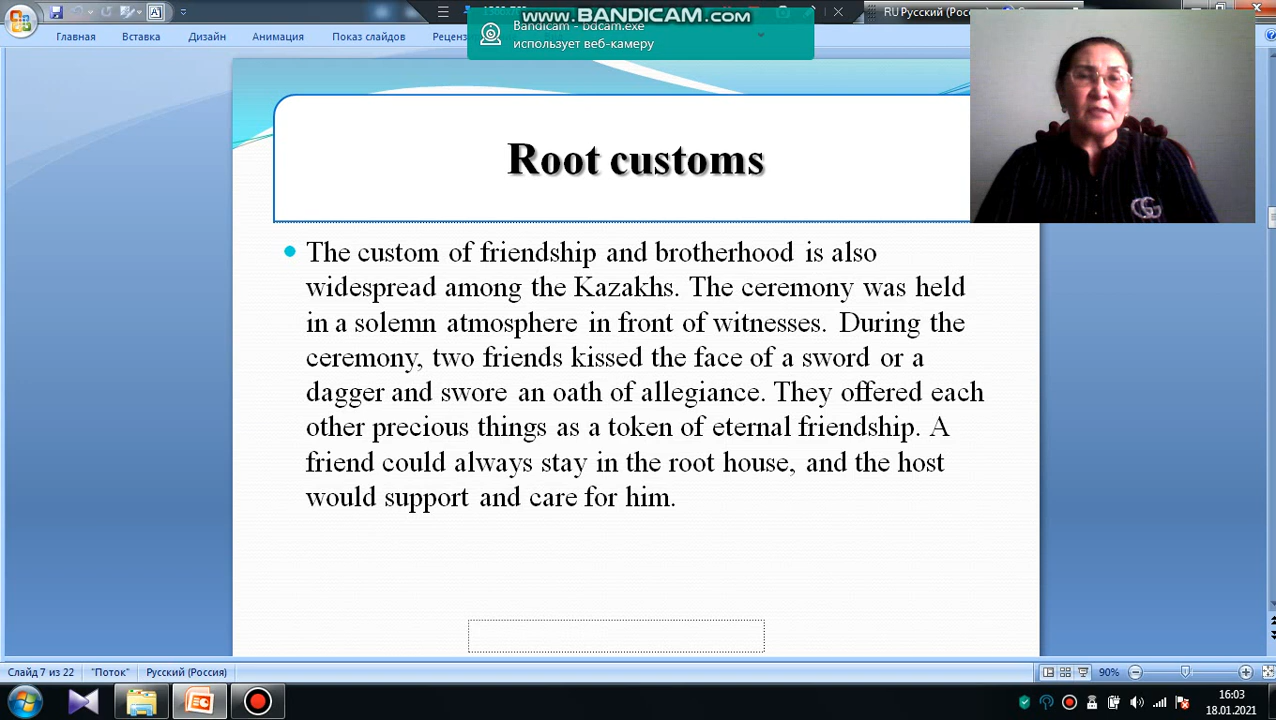 WWW.BANDICAM.COM
Bandicam - bdcam.exe
использует веб-камеру
RU Русский (Рос
Главная Вставка Дизайн Анимация Показ слайдов Реценз
Root customs
The custom of friendship and brotherhood is also
widespread among the Kazakhs. The ceremony was held
in a solemn atmosphere in front of witnesses. During the
ceremony, two friends kissed the face of a sword or a
dagger and swore an oath of allegiance. They offered each
other precious things as a token of eternal friendship. A
friend could always stay in the root house, and the host
would support and care for him.
Слайд 7 из 22 "Поток" Русский (Россия) 90%
16:03
18.01.2021